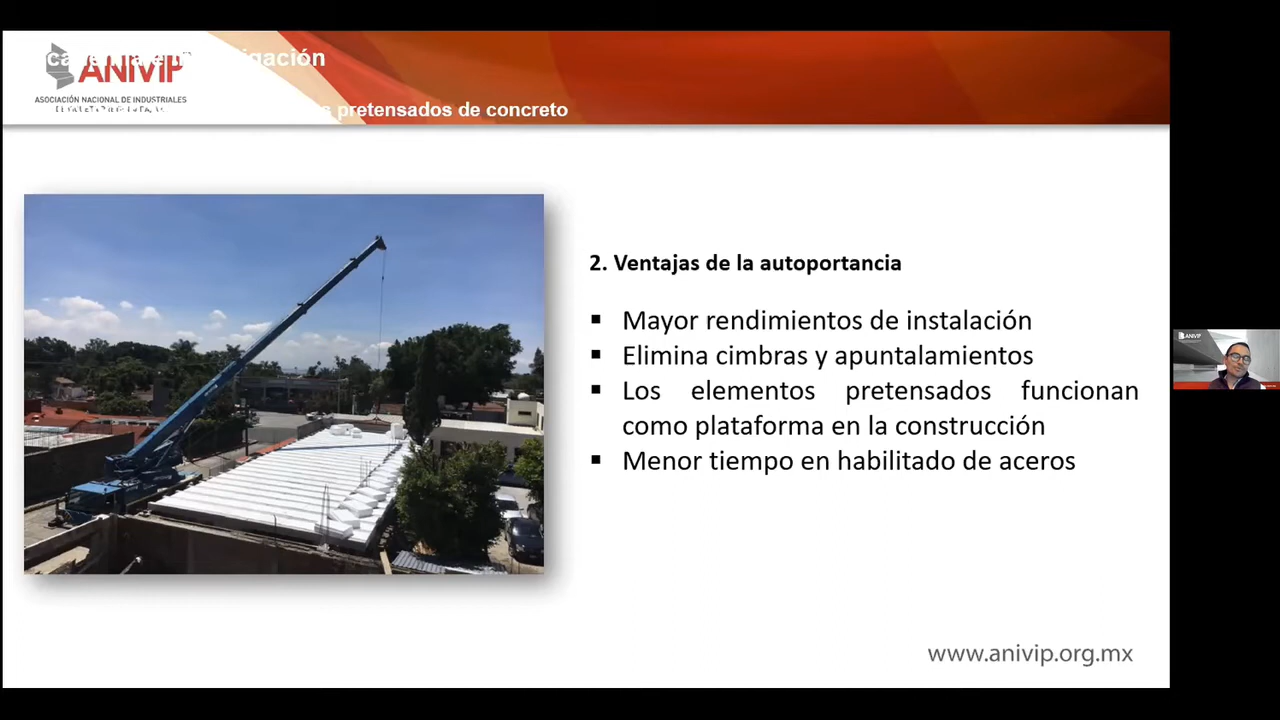 ANIVIP
ASOCIACIÓN NACIONAL DE INDUSTRIALES
pretensados de concreto
2. Ventajas de la autoportancia
▪ Mayor rendimientos de instalación
▪ Elimina cimbras y apuntalamientos
▪ Los elementos pretensados funcionan
como plataforma en la construcción
▪ Menor tiempo en habilitado de aceros
www.anivip.org.mx
ANIVIP